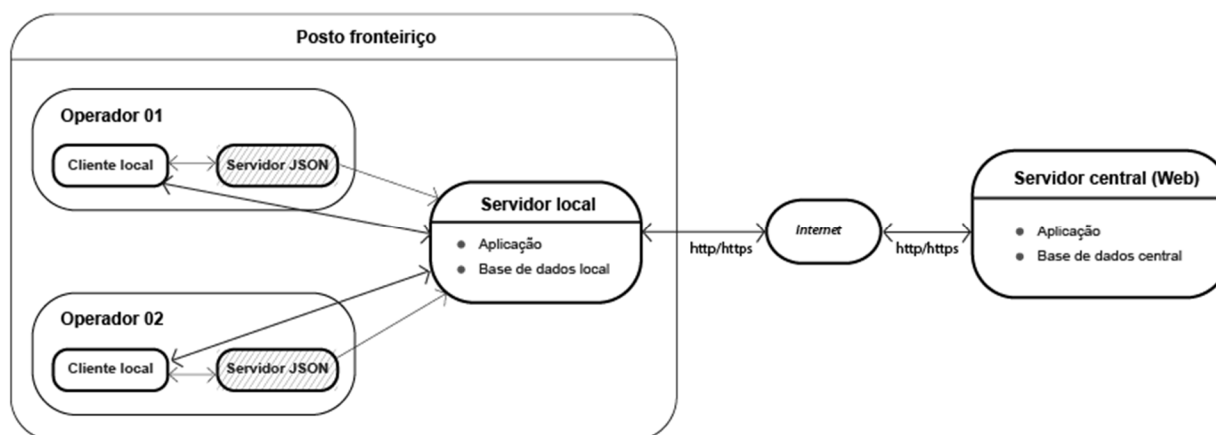 Posto fronteiriço
Operador 01
Cliente local
Servidor JSON
Operador 02
Cliente local
Servidor JSON
Servidor local
Aplicação
Base de dados local
http/https
Internet
http/https
Servidor central (Web)
Aplicação
Base de dados central